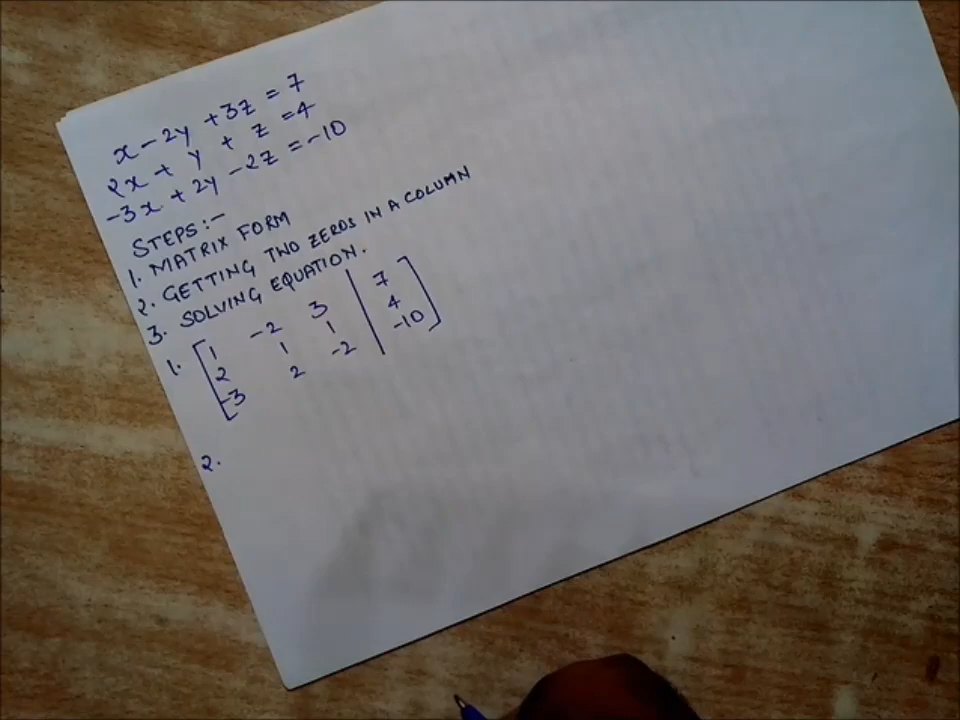 x - 2y + 3z = 7
2x + y + z = 4
-3x + 2y - 2z = -10
STEPS:-
1. MATRIX FORM
2. GETTING TWO ZEROS IN A COLUMN
3. SOLVING EQUATION.
1. [ 1 -2 3 | 7
2 1 1 | 4
-3 2 -2 | -10 ]
2.